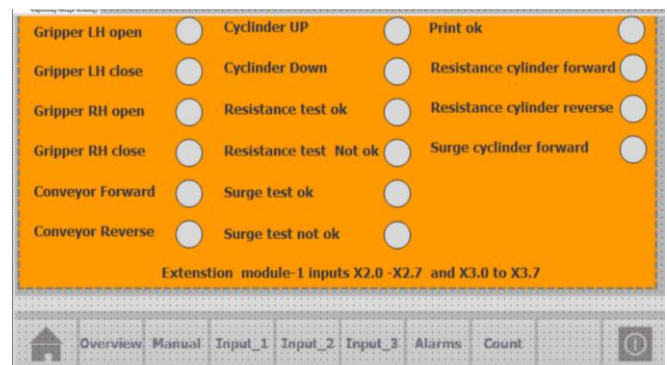 Gripper LH open Cyclinder UP Print ok
Gripper LH close Cyclinder Down Resistance cylinder forward
Gripper RH open Resistance test ok Resistance cylinder reverse
Gripper RH close Resistance test Not ok Surge cyclinder forward
Conveyor Forward Surge test ok
Conveyor Reverse Surge test not ok
Extenstion module-1 inputs X2.0 -X2.7 and X3.0 to X3.7
Overview Manual Input_1 Input_2 Input_3 Alarms Count